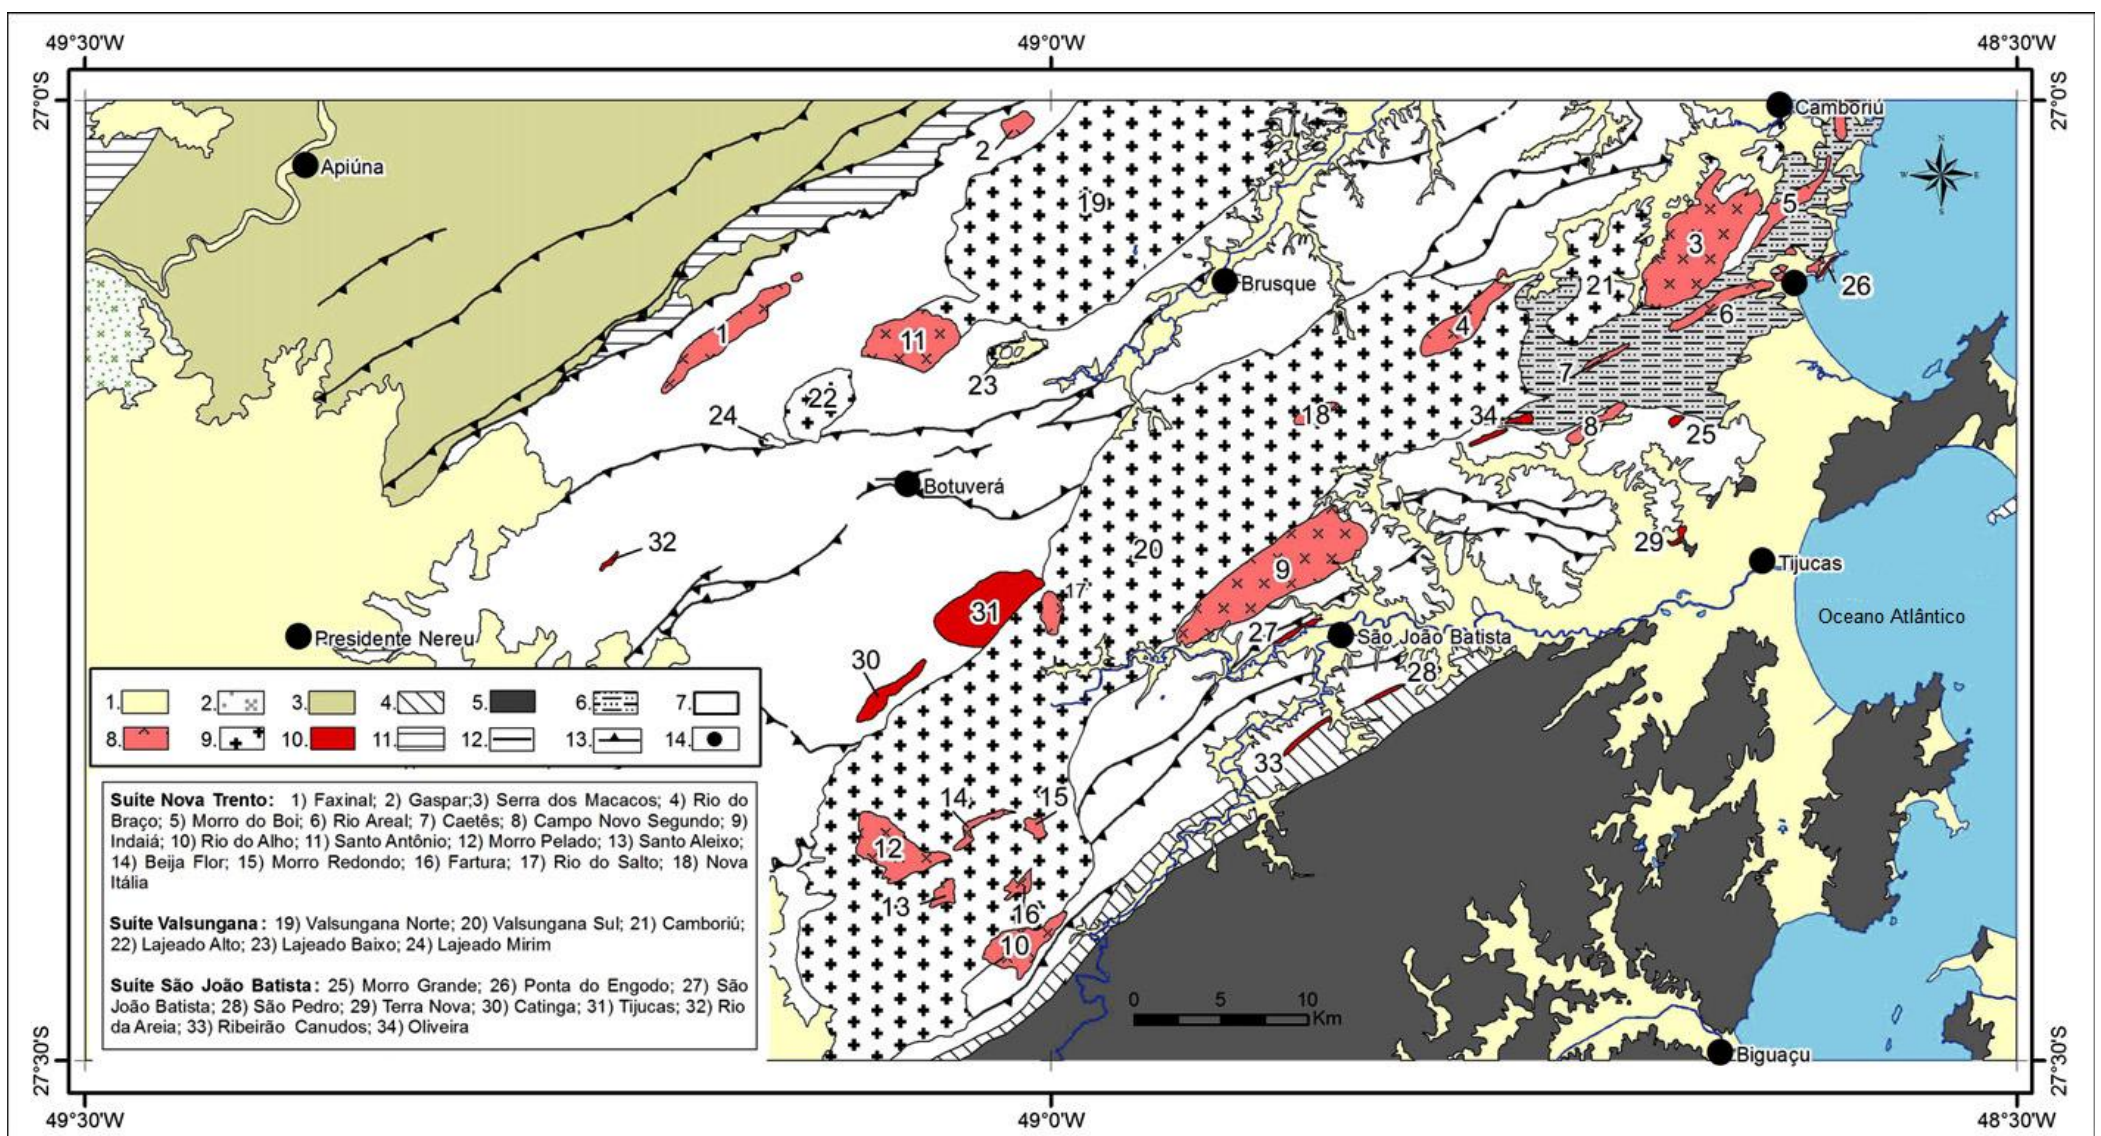 49°30'W 49°0'W 48°30'W
27°0'S 27°0'S
Camboriú
N
W E
S
Apiúna
2
19
5
3
21
26
Brusque
6
1
11
4
23
7
22
24
18
34
8
25
Botuverá
32
29
20
9
Tijucas
17
31
Oceano Atlântico
27
Presidente Nereu
São João Batista
30
28
33
1. 2. 3. 4. 5. 6. 7.
8. 9. 10. 11. 12. 13. 14.
14
15
12
13
16
10
Suíte Nova Trento: 1) Faxinal; 2) Gaspar;3) Serra dos Macacos; 4) Rio do
Braço; 5) Morro do Boi; 6) Rio Areal; 7) Caetês; 8) Campo Novo Segundo; 9)
Indaiá; 10) Rio do Alho; 11) Santo Antônio; 12) Morro Pelado; 13) Santo Aleixo;
14) Beija Flor; 15) Morro Redondo; 16) Fartura; 17) Rio do Salto; 18) Nova
Itália
Suíte Valsungana: 19) Valsungana Norte; 20) Valsungana Sul; 21) Camboriú;
22) Lajeado Alto; 23) Lajeado Baixo; 24) Lajeado Mirim
Suíte São João Batista: 25) Morro Grande; 26) Ponta do Engodo; 27) São
João Batista; 28) São Pedro; 29) Terra Nova; 30) Catinga; 31) Tijucas; 32) Rio
da Areia; 33) Ribeirão Canudos; 34) Oliveira
0 5 10
Km
Biguaçu
27°30'S 27°30'S
49°30'W 49°0'W 48°30'W